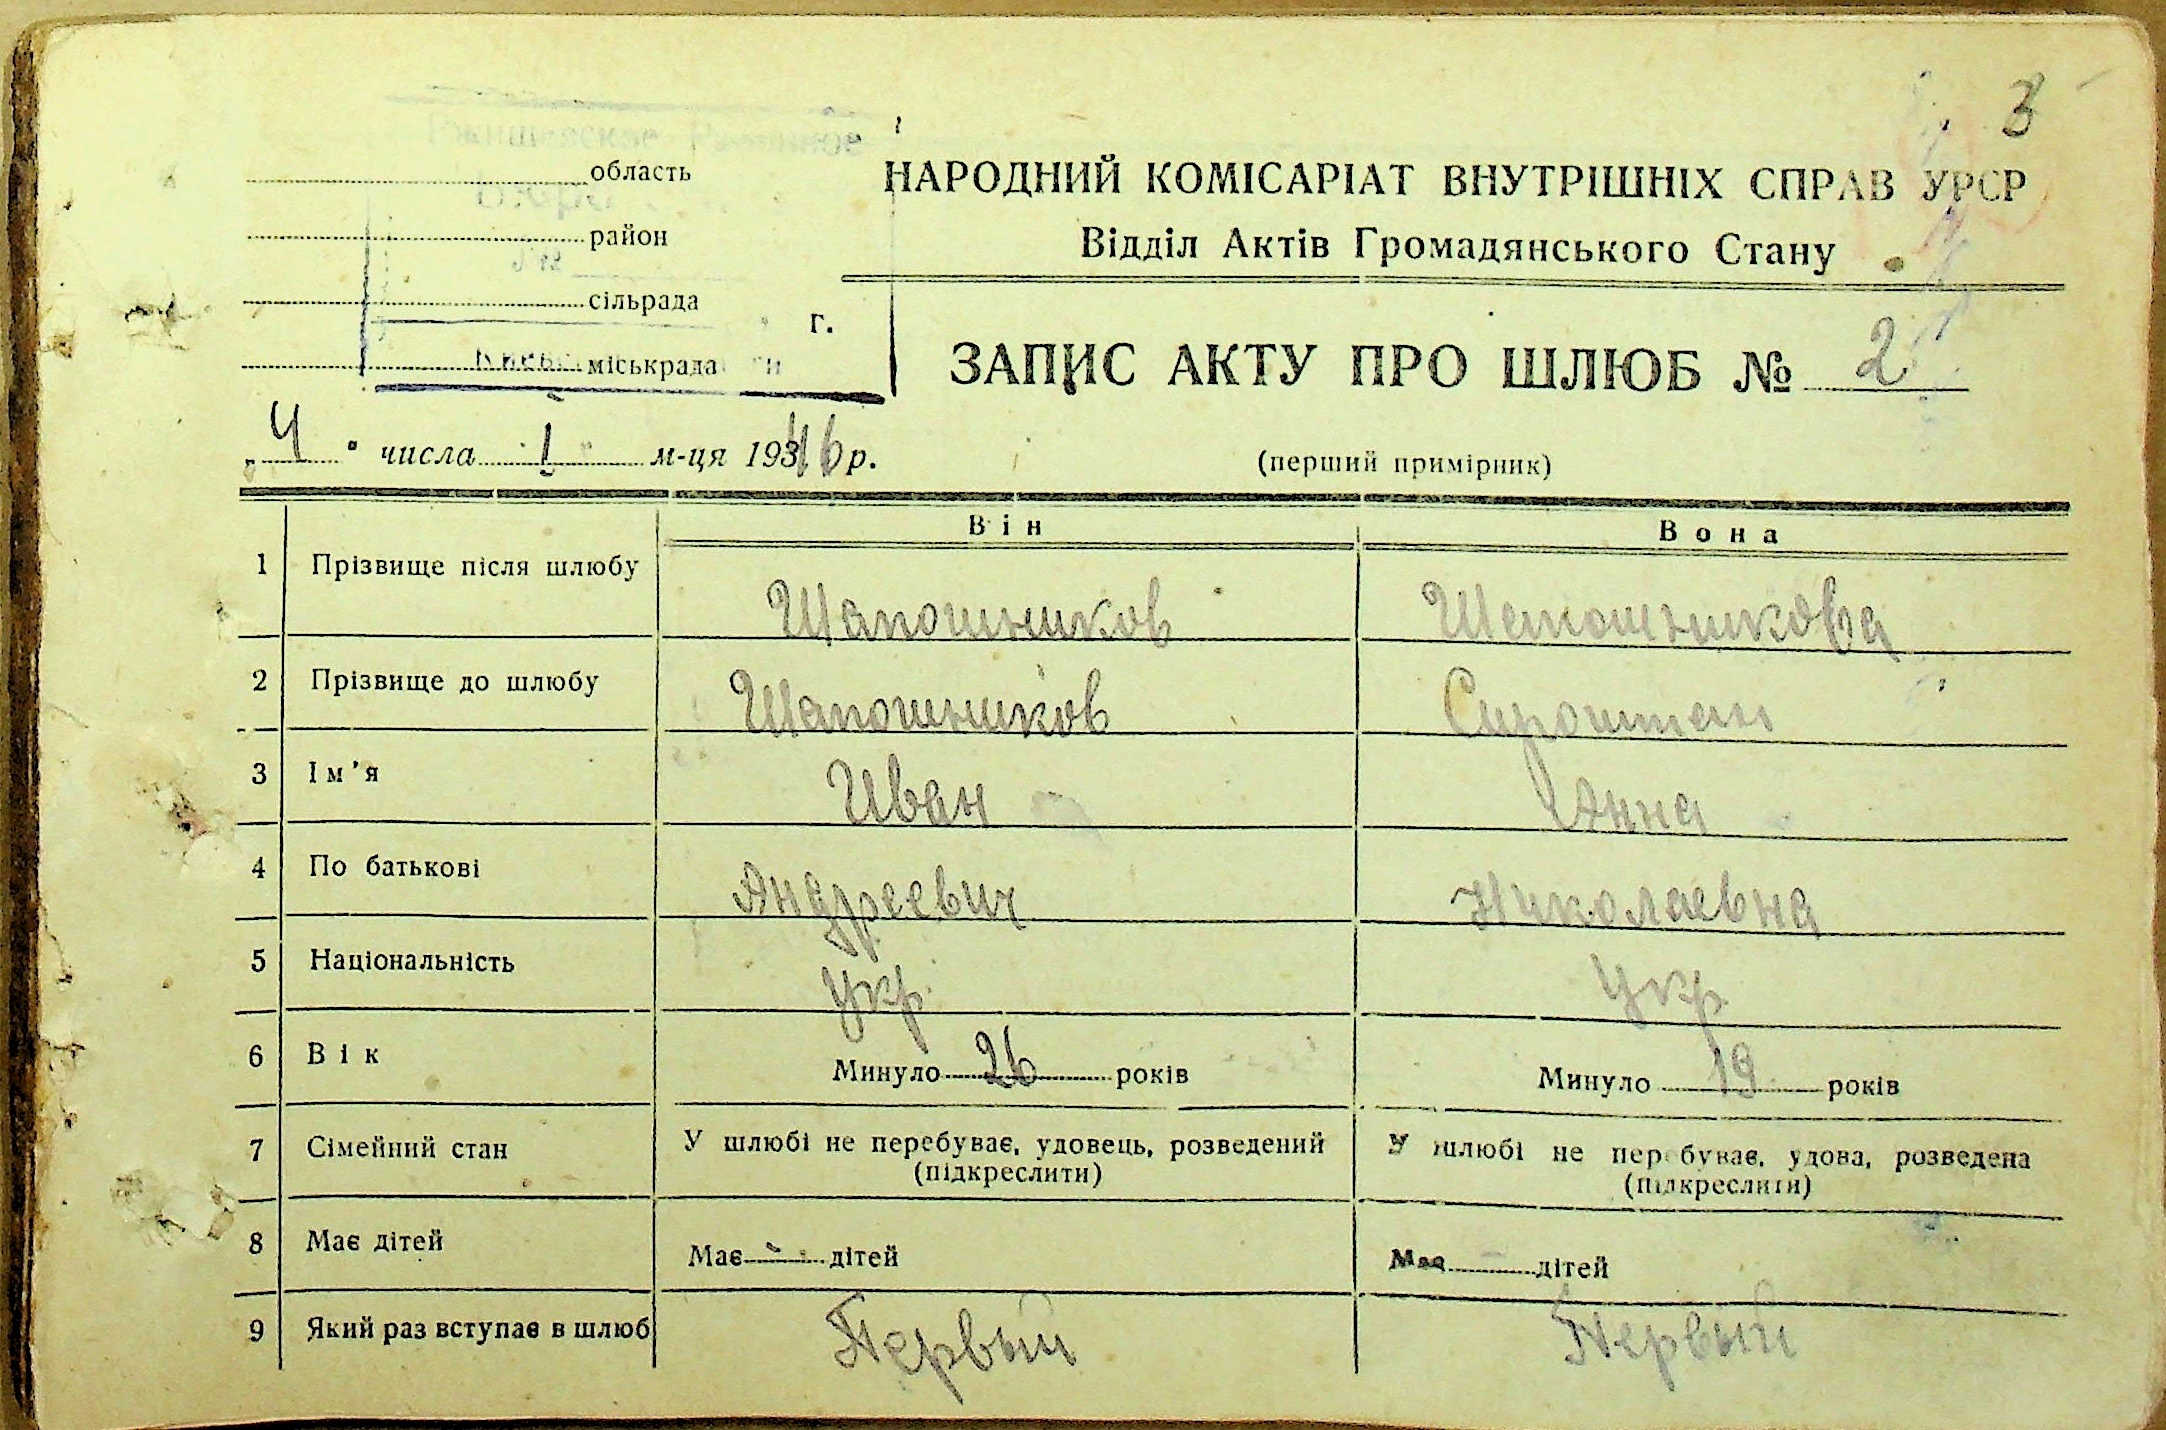 3
область
район
сільрада
г.
міськрада
НАРОДНИЙ КОМІСАРІАТ ВНУТРІШНІХ СПРАВ УРСР
Відділ Актів Громадянського Стану
ЗАПИС АКТУ ПРО ШЛЮБ № 2
„ 4 " числа I м-ця 1946 р.
(перший примірник)
Він Вона
1 Прізвище після шлюбу Шапошников Шапошникова
2 Прізвище до шлюбу Шапошников Сироштан
3 Ім'я Иван Анна
4 По батькові Андреевич Николаевна
5 Національність укр. укр
6 Вік Минуло 26 років Минуло 19 років
7 Сімейний стан У шлюбі не перебуває, удовець, розведений У шлюбі не перебуває, удова, розведена
(підкреслити) (підкреслити)
8 Має дітей Має - дітей Має - дітей
9 Який раз вступає в шлюб Первый Первый